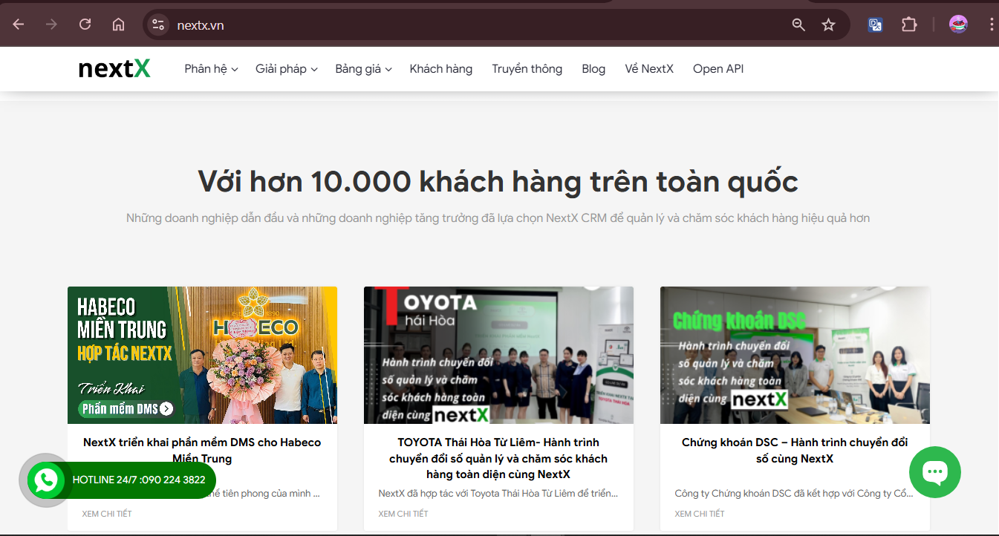 nextx.vn
nextX
Phân hệ
Giải pháp
Bảng giá
Khách hàng
Truyền thông
Blog
Về NextX
Open API
Với hơn 10.000 khách hàng trên toàn quốc
Những doanh nghiệp dẫn đầu và những doanh nghiệp tăng trưởng đã lựa chọn NextX CRM để quản lý và chăm sóc khách hàng hiệu quả hơn
HABECO
MIỀN TRUNG
HỢP TÁC NEXTX
Triển Khai
Phần mềm DMS
HABECO
NextX triển khai phần mềm DMS cho Habeco
Miền Trung
thể tiên phong của mình ...
XEM CHI TIẾT
TOYOTA
hái Hòa
Hành trình chuyển đổi
số quản lý và chăm
sóc khách hàng toàn
diện cùng nextX
TOYOTA THÁI HÒA
TOYOTA Thái Hòa Từ Liêm- Hành trình
chuyển đổi số quản lý và chăm sóc khách
hàng toàn diện cùng NextX
NextX đã hợp tác với Toyota Thái Hòa Từ Liêm để triển...
XEM CHI TIẾT
Chứng khoán DSC
Hành trình chuyển đổi
số quản lý và chăm
sóc khách hàng toàn
diện cùng nextX
Chứng khoán DSC – Hành trình chuyển đổi
số cùng NextX
Công ty Chứng khoán DSC đã kết hợp với Công ty Cổ...
XEM CHI TIẾT
HOTLINE 24/7 :090 224 3822